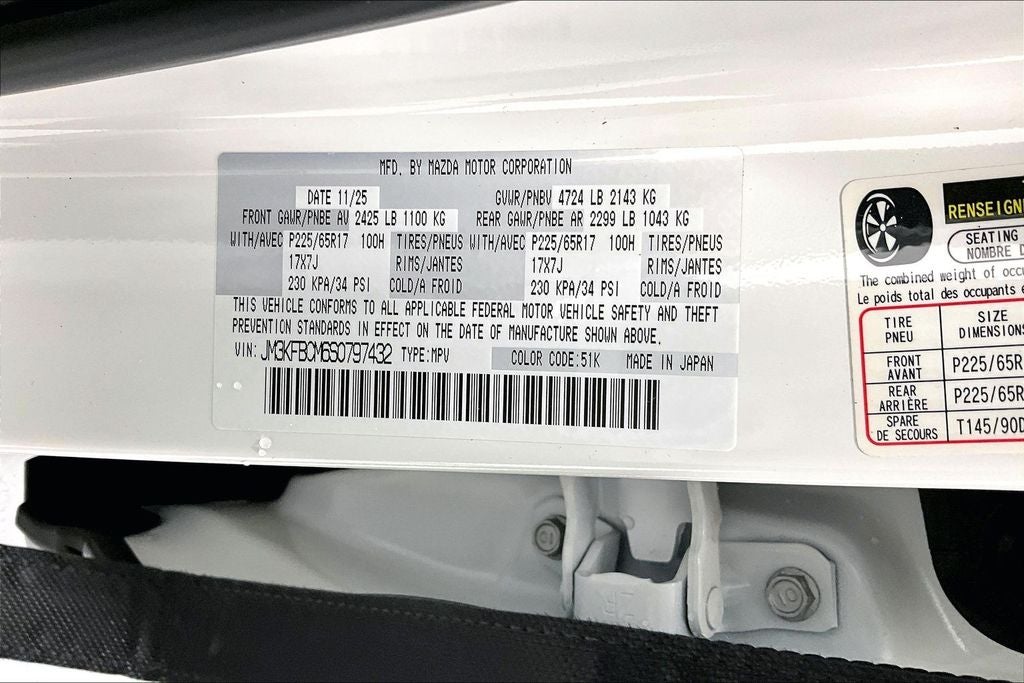 MFD. BY MAZDA MOTOR CORPORATION
DATE 11/25 GVWR/PNBV 4724 LB 2143 KG
FRONT GAWR/PNBE AV 2425 LB 1100 KG REAR GAWR/PNBE AR 2299 LB 1043 KG
WITH/AVEC P225/65R17 100H TIRES/PNEUS WITH/AVEC P225/65R17 100H TIRES/PNEUS
17X7J RIMS/JANTES 17X7J RIMS/JANTES
230 KPA/34 PSI COLD/A FROID 230 KPA/34 PSI COLD/A FROID
THIS VEHICLE CONFORMS TO ALL APPLICABLE FEDERAL MOTOR VEHICLE SAFETY AND THEFT
PREVENTION STANDARDS IN EFFECT ON THE DATE OF MANUFACTURE SHOWN ABOVE.
VIN: JM3KFBCM6S0797432 TYPE:MPV COLOR CODE:51K MADE IN JAPAN
RENSEIGN
SEATING
NOMBRE
The combined weight of occu
Le poids total des occupants e
TIRE SIZE
PNEU DIMENSIONS
FRONT
AVANT P225/65R
REAR
ARRIÈRE P225/65R
SPARE
DE SECOURS T145/90D
10